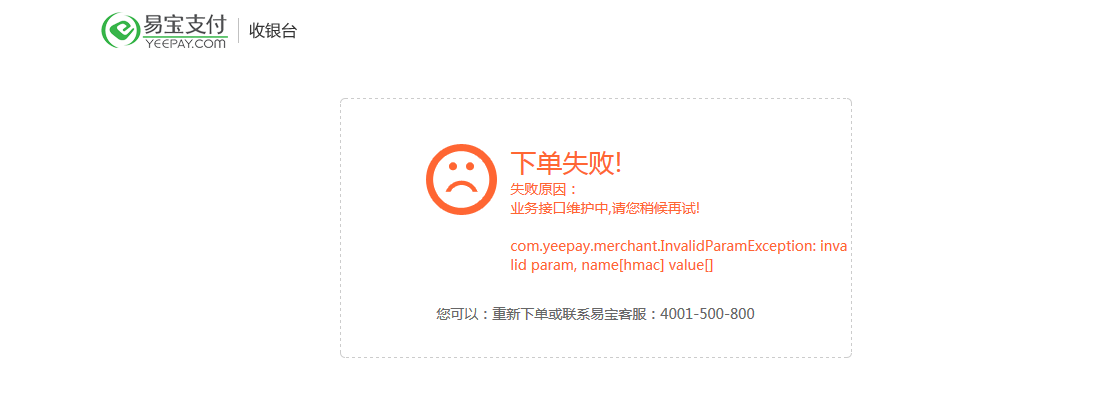 易宝支付
YEEPAY.COM
收银台
下单失败!
失败原因：
业务接口维护中,请您稍候再试!
com.yeepay.merchant.InvalidParamException: inva
lid param, name[hmac] value[]
您可以：重新下单或联系易宝客服：4001-500-800